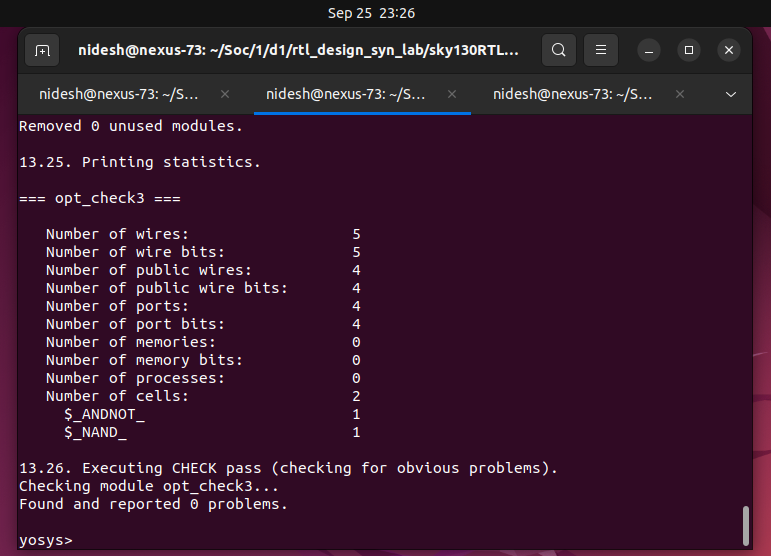 Sep 25  23:26
nidesh@nexus-73: ~/Soc/1/d1/rtl_design_syn_lab/sky130RTL...
nidesh@nexus-73: ~/S... × nidesh@nexus-73: ~/S... × nidesh@nexus-73: ~/S... ×
Removed 0 unused modules.
13.25. Printing statistics.
=== opt_check3 ===
Number of wires: 5
Number of wire bits: 5
Number of public wires: 4
Number of public wire bits: 4
Number of ports: 4
Number of port bits: 4
Number of memories: 0
Number of memory bits: 0
Number of processes: 0
Number of cells: 2
$_ANDNOT_ 1
$_NAND_ 1
13.26. Executing CHECK pass (checking for obvious problems).
Checking module opt_check3...
Found and reported 0 problems.
yosys>